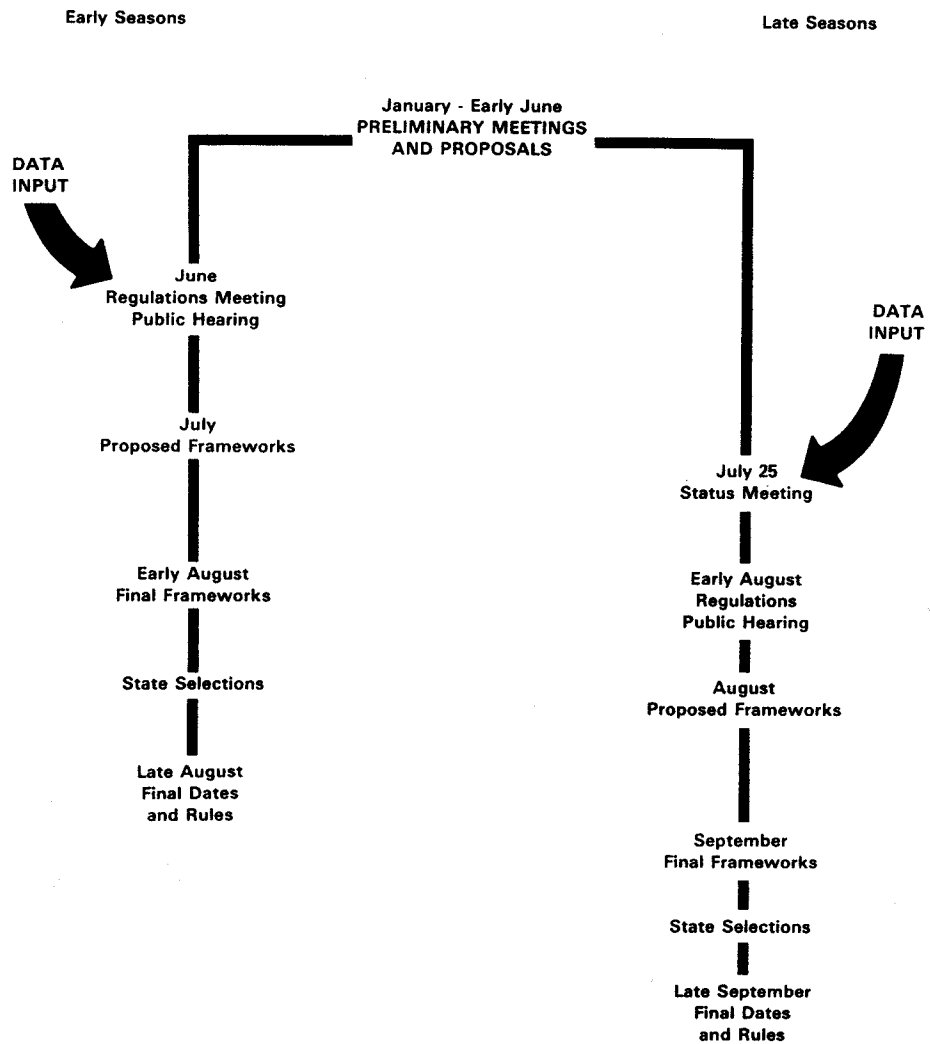 Early Seasons
Late Seasons
January - Early June
PRELIMINARY MEETINGS
AND PROPOSALS
DATA
INPUT
June
Regulations Meeting
Public Hearing
July
Proposed Frameworks
Early August
Final Frameworks
State Selections
Late August
Final Dates
and Rules
DATA
INPUT
July 25
Status Meeting
Early August
Regulations
Public Hearing
August
Proposed Frameworks
September
Final Frameworks
State Selections
Late September
Final Dates
and Rules